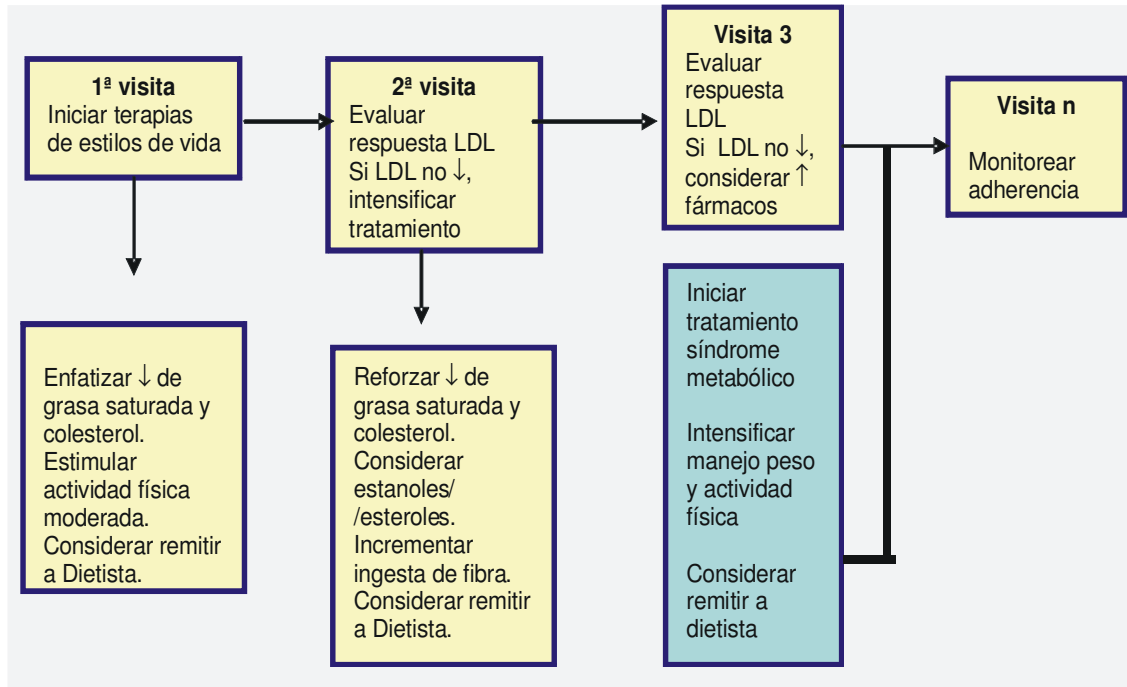 1ª visita
Iniciar terapias
de estilos de vida
2ª visita
Evaluar
respuesta LDL
Si LDL no ↓,
intensificar
tratamiento
Visita 3
Evaluar
respuesta
LDL
Si LDL no ↓,
considerar ↑
fármacos
Visita n
Monitorear
adherencia
Enfatizar ↓ de
grasa saturada y
colesterol.
Estimular
actividad física
moderada.
Considerar remitir
a Dietista.
Reforzar ↓ de
grasa saturada y
colesterol.
Considerar
estanoles/
/esteroles.
Incrementar
ingesta de fibra.
Considerar remitir
a Dietista.
Iniciar
tratamiento
síndrome
metabólico
Intensificar
manejo peso
y actividad
física
Considerar
remitir a
dietista